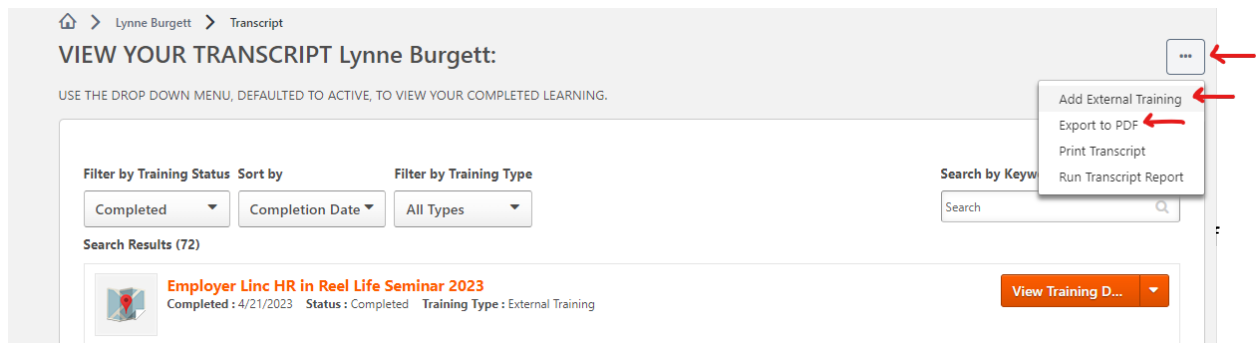 Lynne Burgett Transcript
VIEW YOUR TRANSCRIPT Lynne Burgett:
...
USE THE DROP DOWN MENU, DEFAULTED TO ACTIVE, TO VIEW YOUR COMPLETED LEARNING.
Add External Training
Export to PDF
Print Transcript
Run Transcript Report
Filter by Training Status Sort by Filter by Training Type
Completed Completion Date All Types
Search by Keyw
Search
Search Results (72)
Employer Linc HR in Reel Life Seminar 2023
Completed : 4/21/2023 Status : Completed Training Type : External Training
View Training D...